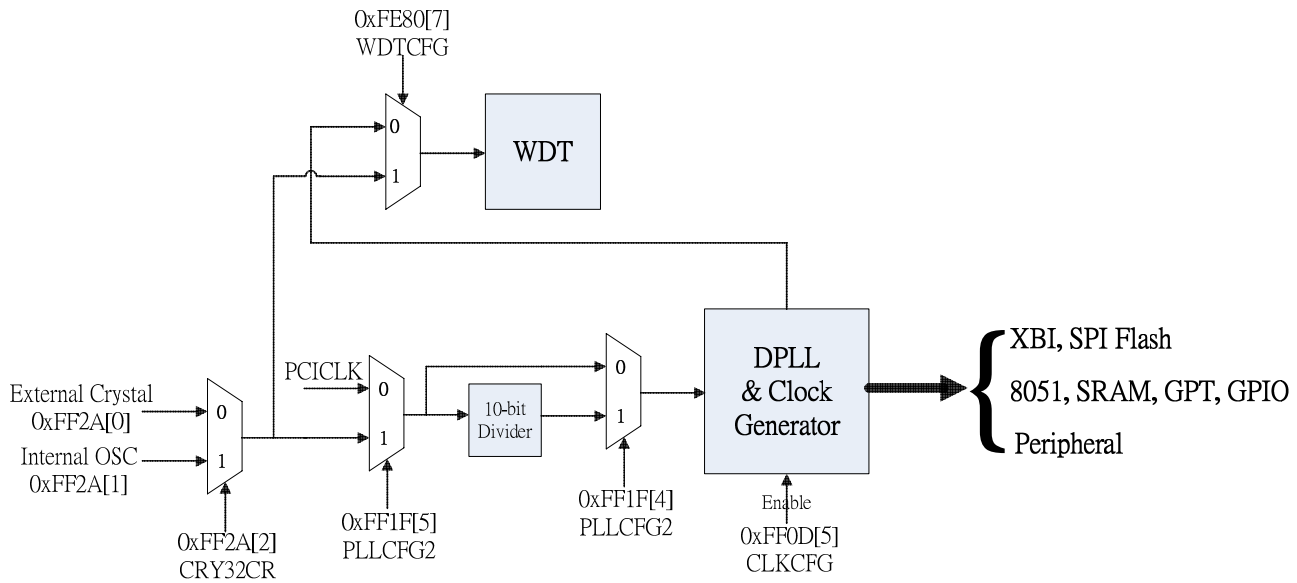 0xFE80[7]
WDTCFG
0
1
WDT
PCICLK
0
1
External Crystal
0xFF2A[0]
Internal OSC
0xFF2A[1]
0
1
10-bit
Divider
0
1
DPLL
& Clock
Generator
XBI, SPI Flash
8051, SRAM, GPT, GPIO
Peripheral
0xFF2A[2]
CRY32CR
0xFF1F[5]
PLLCFG2
0xFF1F[4]
PLLCFG2
Enable
0xFF0D[5]
CLKCFG